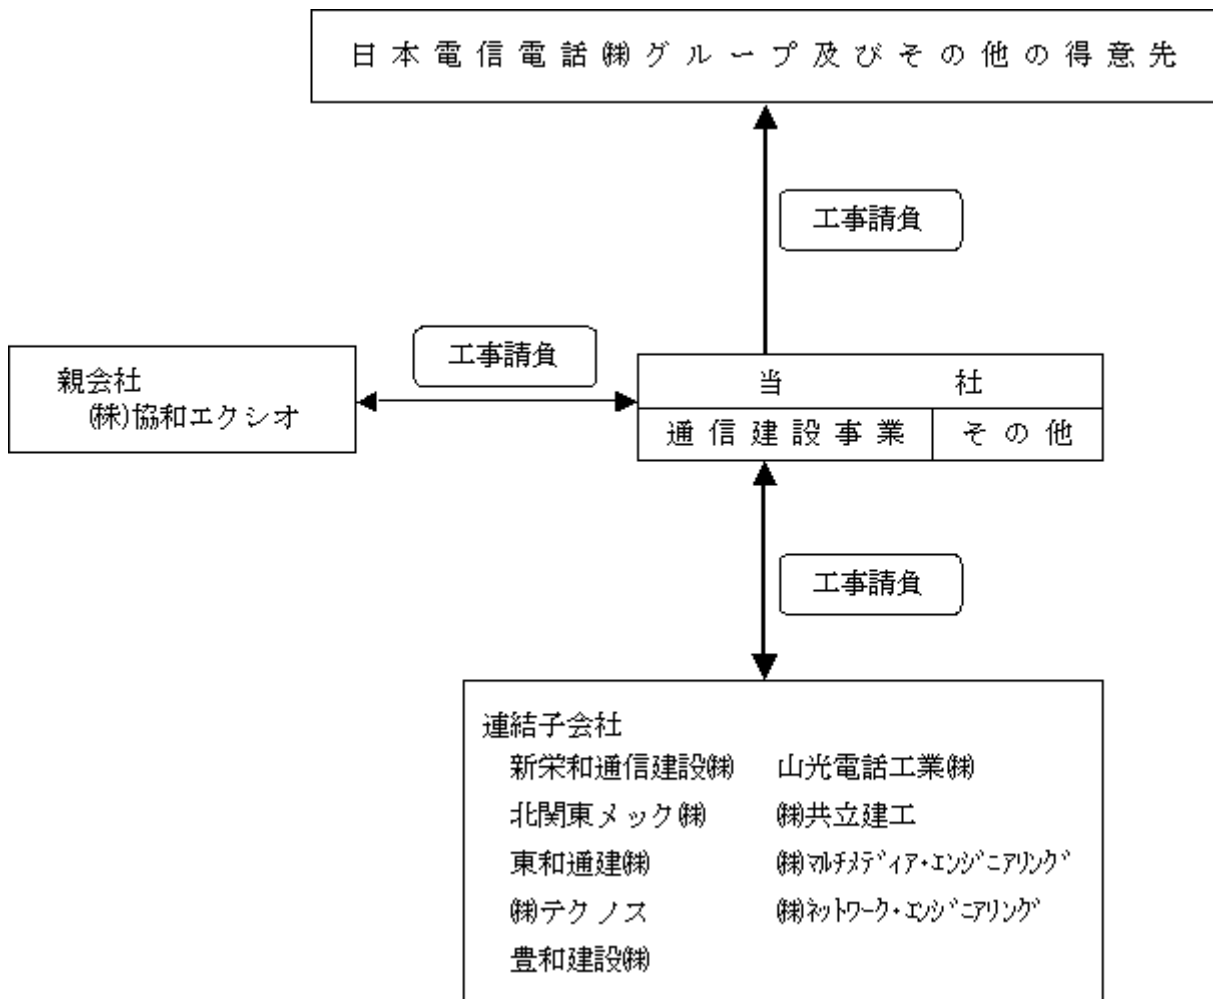 日本電信電話㈱グループ及びその他の得意先
工事請負
工事請負
親会社
(株)協和エクシオ
当社
通信建設事業 その他
工事請負
連結子会社
新栄和通信建設㈱ 山光電話工業㈱
北関東メック㈱ ㈱共立建工
東和通建㈱ ㈱ﾏﾙﾁﾒﾃﾞｨｱ・ｴﾝｼﾞﾆｱﾘﾝｸﾞ
㈱テクノス ㈱ﾈｯﾄﾜｰｸ・ｴﾝｼﾞﾆｱﾘﾝｸﾞ
豊和建設㈱